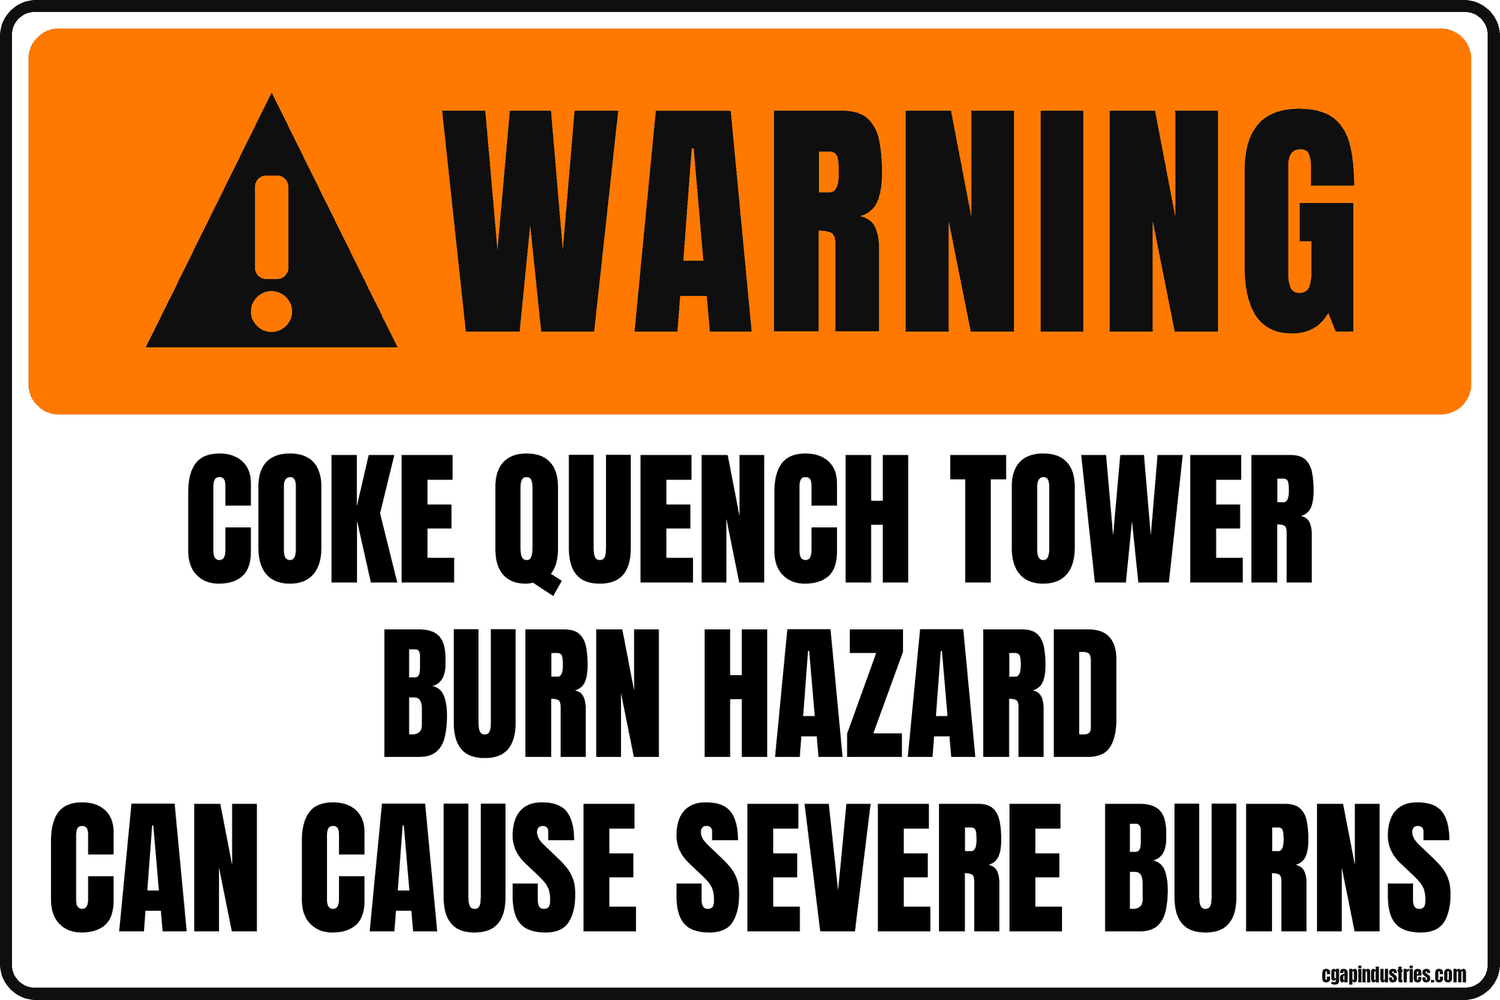 WARNING
COKE QUENCH TOWER
BURN HAZARD
CAN CAUSE SEVERE BURNS
cgapindustries.com